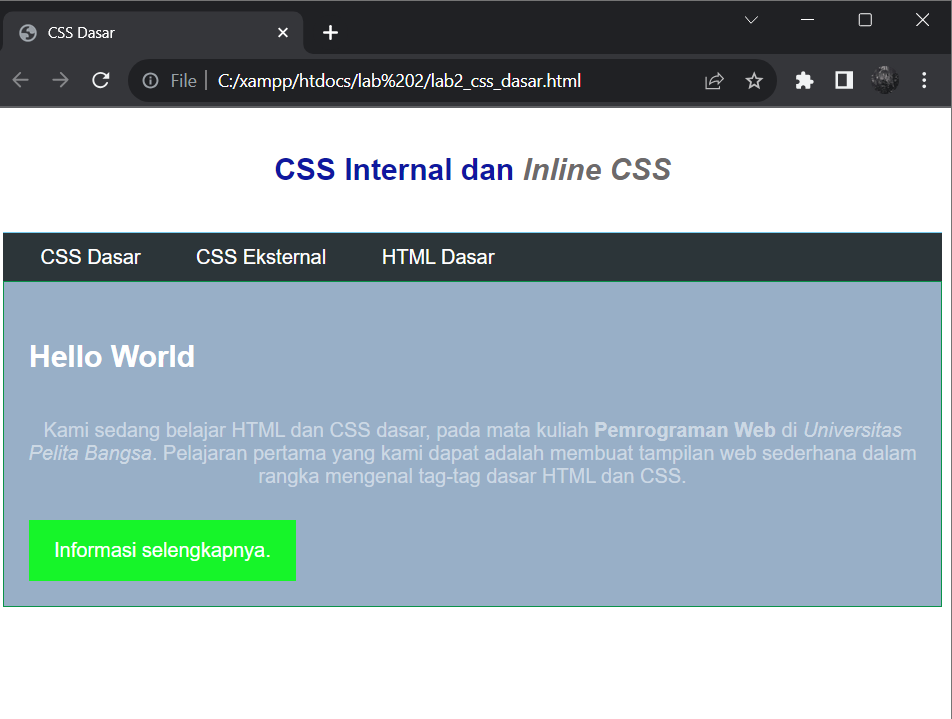 CSS Dasar
File | C:/xampp/htdocs/lab%202/lab2_css_dasar.html
CSS Internal dan Inline CSS
CSS Dasar CSS Eksternal HTML Dasar
Hello World
Kami sedang belajar HTML dan CSS dasar, pada mata kuliah Pemrograman Web di Universitas
Pelita Bangsa. Pelajaran pertama yang kami dapat adalah membuat tampilan web sederhana dalam
rangka mengenal tag-tag dasar HTML dan CSS.
Informasi selengkapnya.